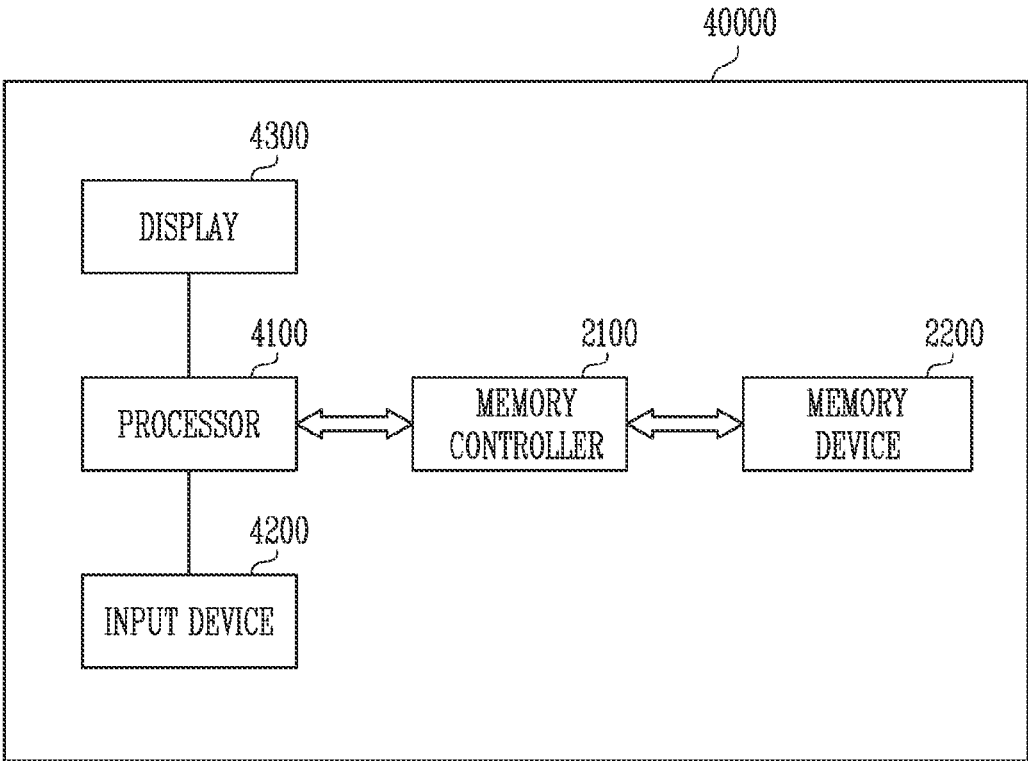 40000
4300
DISPLAY
4100
PROCESSOR
2100
MEMORY
CONTROLLER
2200
MEMORY
DEVICE
4200
INPUT DEVICE